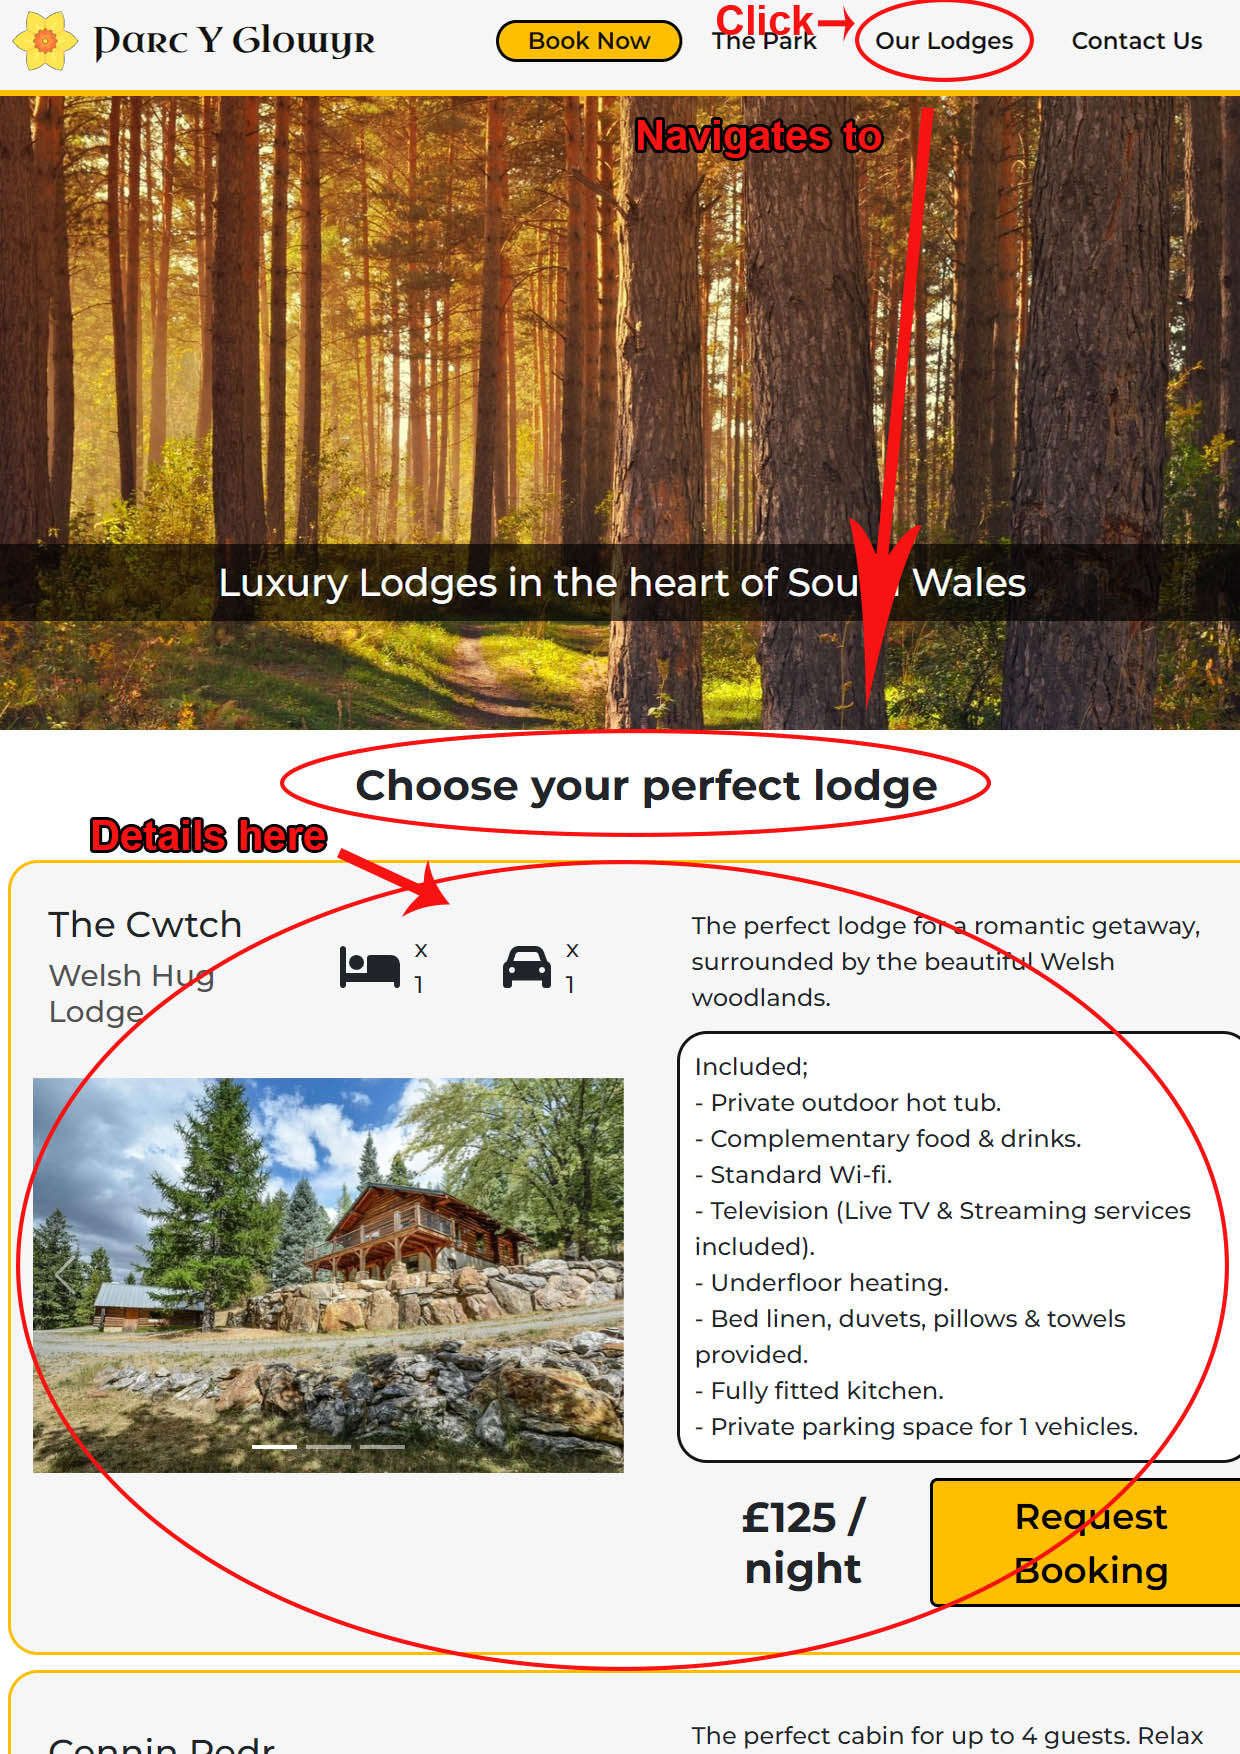 Parc Y Glowyr
Book Now
The Park
Click
Our Lodges
Contact Us
Navigates to
Luxury Lodges in the heart of South Wales
Choose your perfect lodge
Details here
The Cwtch
Welsh Hug
Lodge
x
1
x
1
The perfect lodge for a romantic getaway,
surrounded by the beautiful Welsh
woodlands.
Included;
- Private outdoor hot tub.
- Complementary food & drinks.
- Standard Wi-fi.
- Television (Live TV & Streaming services
included).
- Underfloor heating.
- Bed linen, duvets, pillows & towels
provided.
- Fully fitted kitchen.
- Private parking space for 1 vehicles.
£125 /
night
Request
Booking
The perfect cabin for up to 4 guests. Relax